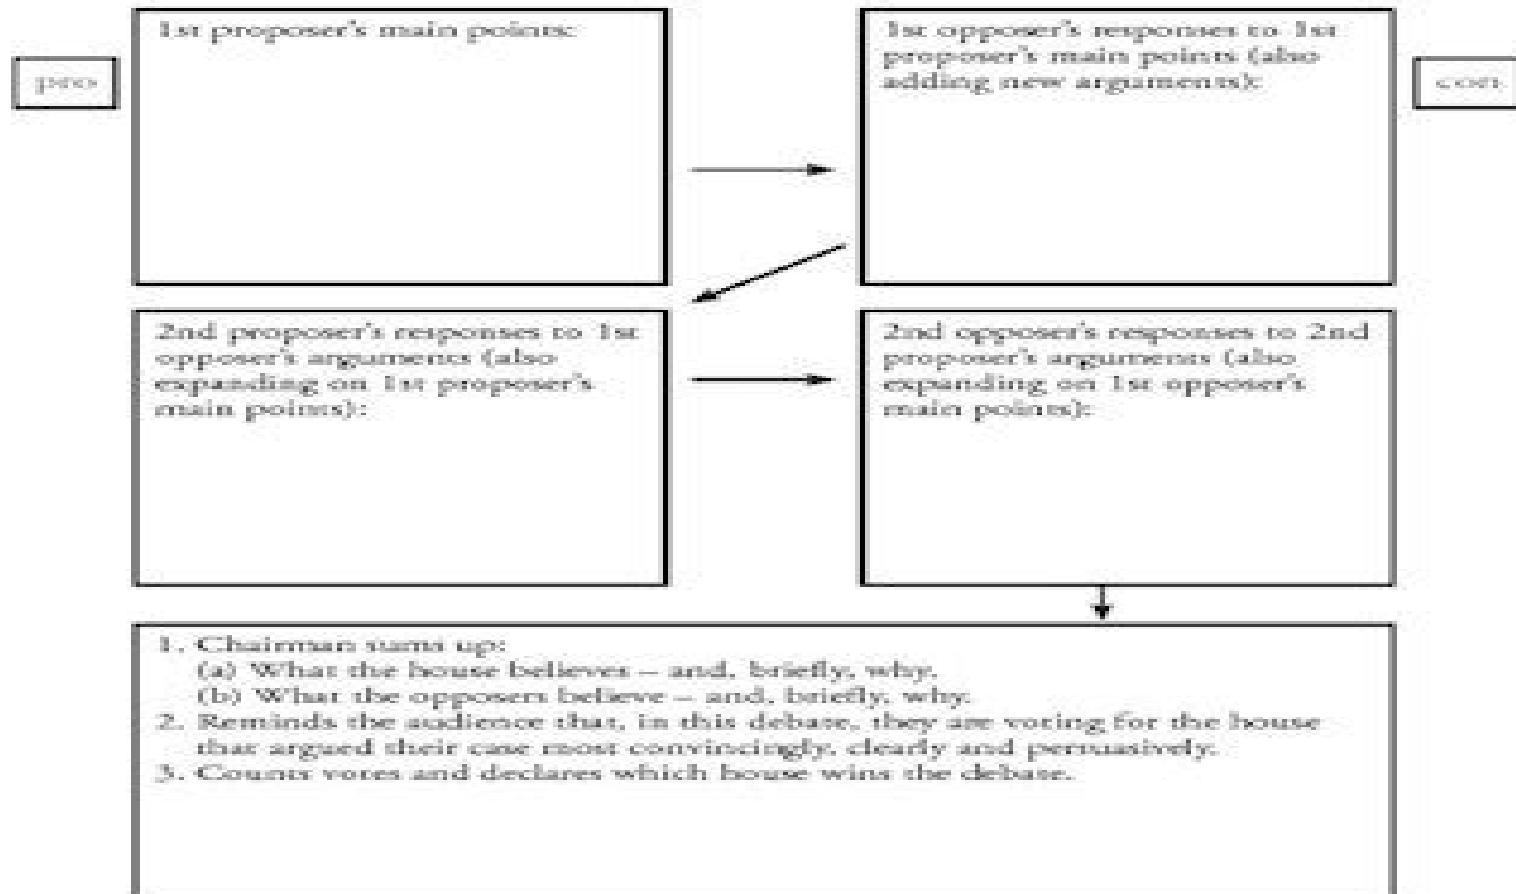 pro
1st proposer's main points:
1st opposer's responses to 1st
proposer's main points (also
adding new arguments):
con
2nd proposer's responses to 1st
opposer's arguments (also
expanding on 1st proposer's
main points):
2nd opposer's responses to 2nd
proposer's arguments (also
expanding on 1st opposer's
main points):
1. Chairman sums up:
(a) What the house believes – and, briefly, why.
(b) What the opposers believe – and, briefly, why.
2. Reminds the audience that, in this debate, they are voting for the house
that argued their case most convincingly, clearly and persuasively.
3. Counts votes and declares which house wins the debate.